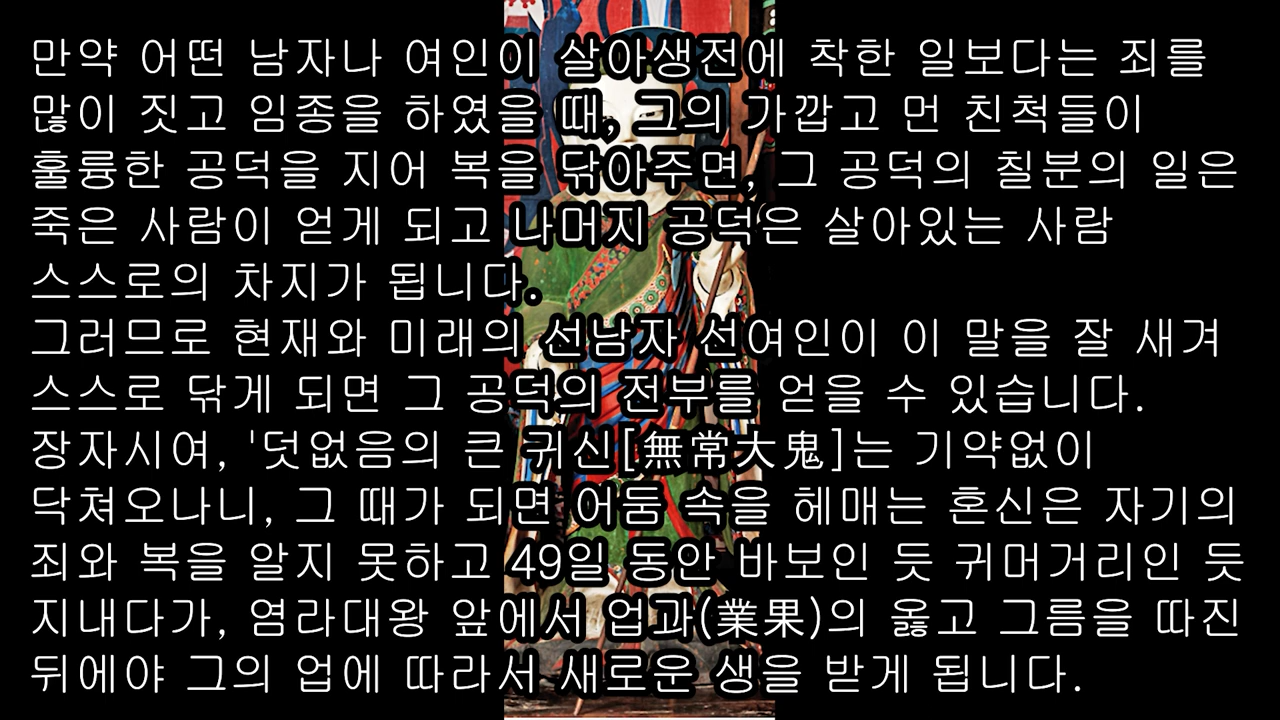 만약 어떤 남자나 여인이 살아생전에 착한 일보다는 죄를
많이 짓고 임종을 하였을 때, 그의 가깝고 먼 친척들이
훌륭한 공덕을 지어 복을 닦아주면, 그 공덕의 칠분의 일은
죽은 사람이 얻게 되고 나머지 공덕은 살아있는 사람
스스로의 차지가 됩니다.
그러므로 현재와 미래의 선남자 선여인이 이 말을 잘 새겨
스스로 닦게 되면 그 공덕의 전부를 얻을 수 있습니다.
장자시여, '덧없음의 큰 귀신[無常大鬼]는 기약없이
닥쳐오나니, 그 때가 되면 어둠 속을 헤매는 혼신은 자기의
죄와 복을 알지 못하고 49일 동안 바보인 듯 귀머거리인 듯
지내다가, 염라대왕 앞에서 업과(業果)의 옳고 그름을 따진
뒤에야 그의 업에 따라서 새로운 생을 받게 됩니다.